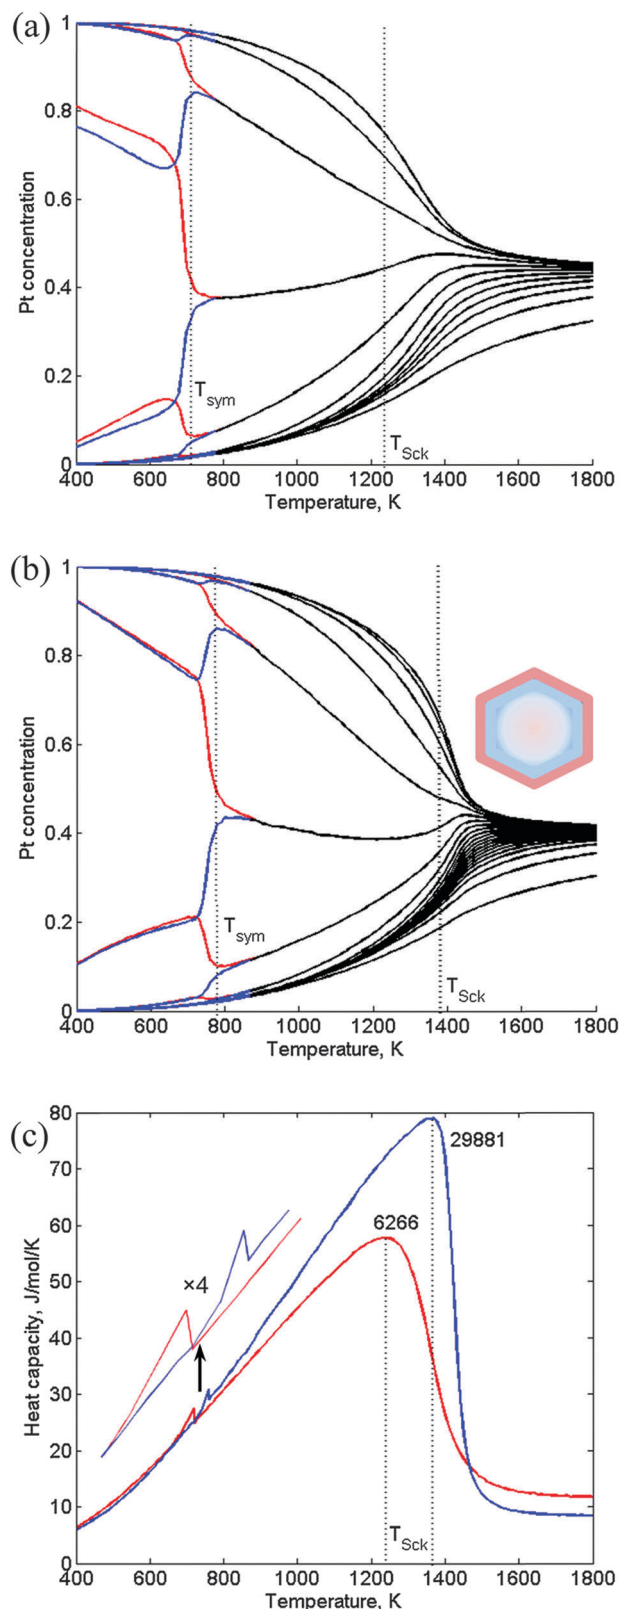 (a)
1
0.8
0.6
0.4
0.2
0
Pt concentration
T_sym
T_Sck
400 600 800 1000 1200 1400 1600 1800
Temperature, K
(b)
1
0.8
0.6
0.4
0.2
0
Pt concentration
T_sym
T_Sck
400 600 800 1000 1200 1400 1600 1800
Temperature, K
(c)
80
70
60
50
40
30
20
10
0
Heat capacity, J/mol/K
29881
6266
×4
T_Sck
400 600 800 1000 1200 1400 1600 1800
Temperature, K